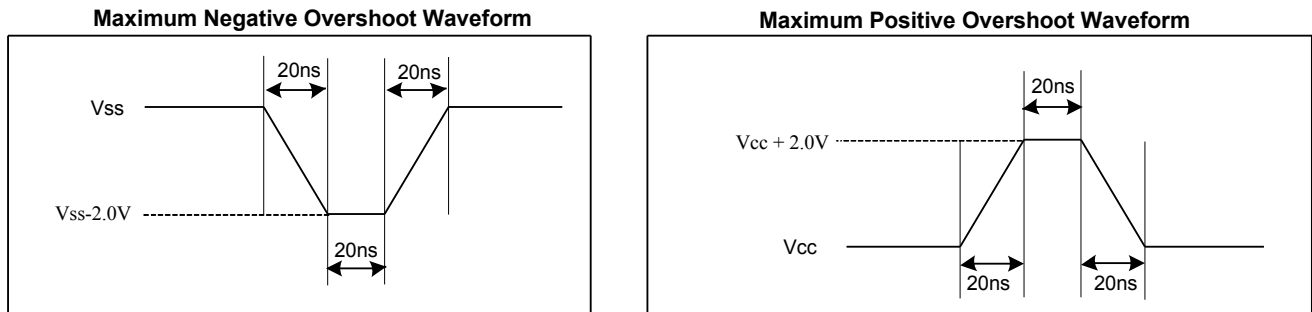 Maximum Negative Overshoot Waveform
20ns 20ns
Vss
Vss-2.0V
20ns
Maximum Positive Overshoot Waveform
20ns
Vcc + 2.0V
Vcc
20ns 20ns